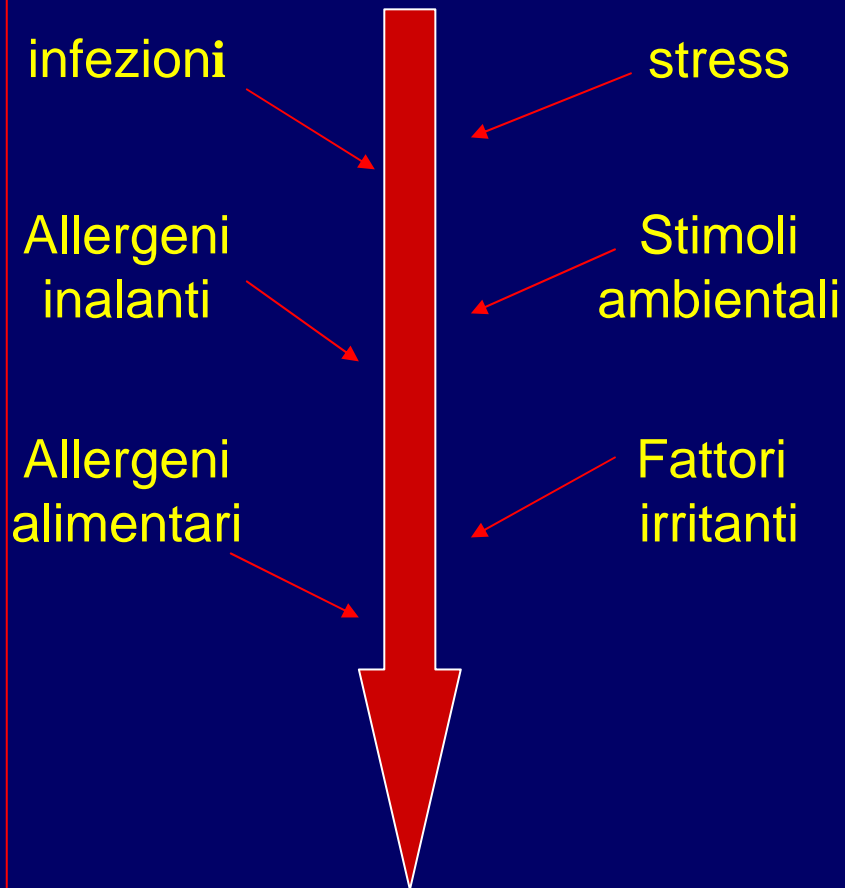 infezioni
stress
Allergeni
inalanti
Stimoli
ambientali
Allergeni
alimentari
Fattori
irritanti